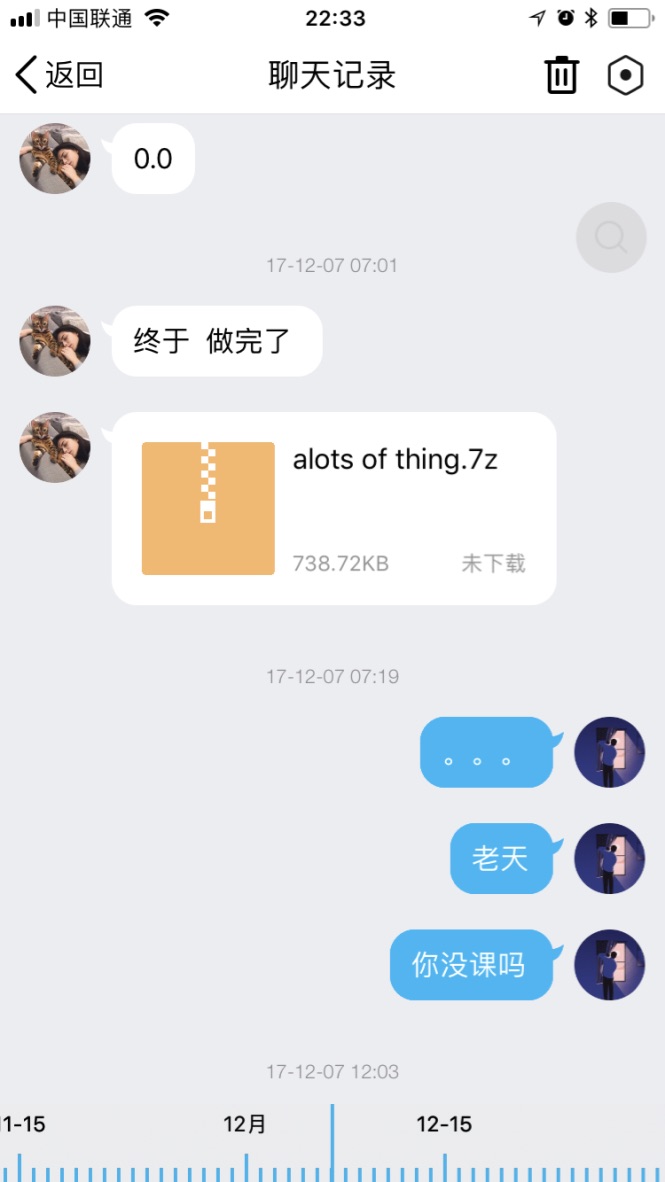 中国联通 22:33
返回 聊天记录
0.0
17-12-07 07:01
终于 做完了
alots of thing.7z
738.72KB 未下载
17-12-07 07:19
。。。
老天
你没课吗
17-12-07 12:03
11-15 12月 12-15